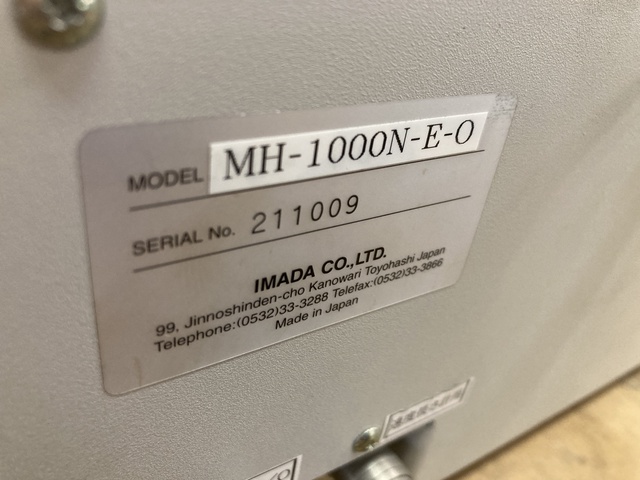 MODEL MH-1000N-E-O
SERIAL No. 211009
IMADA CO.,LTD.
99, Jinnoshinden-cho Kanowari Toyohashi Japan
Telephone:(0532)33-3288 Telefax:(0532)33-3866
Made in Japan